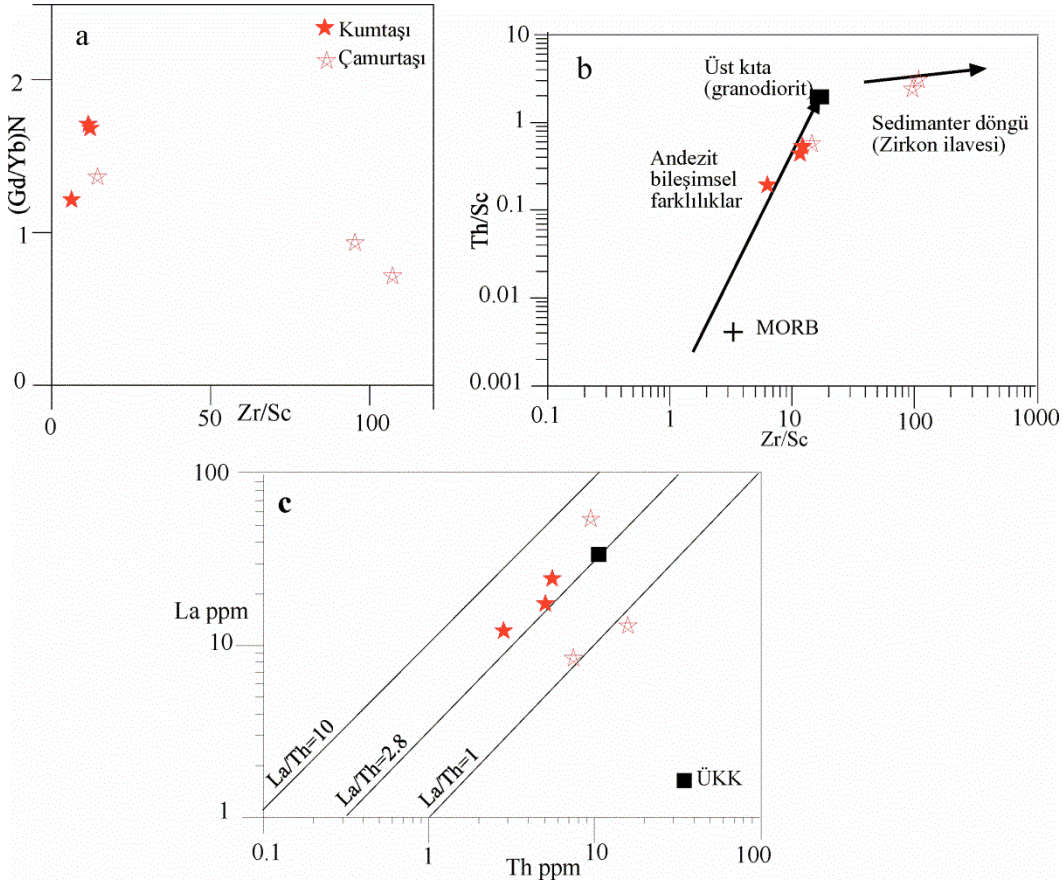 a
Kumtaşı
Çamurtaşı
2
1
0
(Gd/Yb)N
0
50
100
Zr/Sc
b
10
1
0.1
0.01
0.001
Th/Sc
Üst kıta
(granodiorit)
Sedimanter döngü
(Zirkon ilavesi)
Andezit
bileşimsel
farklılıklar
MORB
0.1
1
10
100
1000
Zr/Sc
c
100
10
1
La ppm
La/Th=10
La/Th=2.8
La/Th=1
ÜKK
0.1
1
10
100
Th ppm